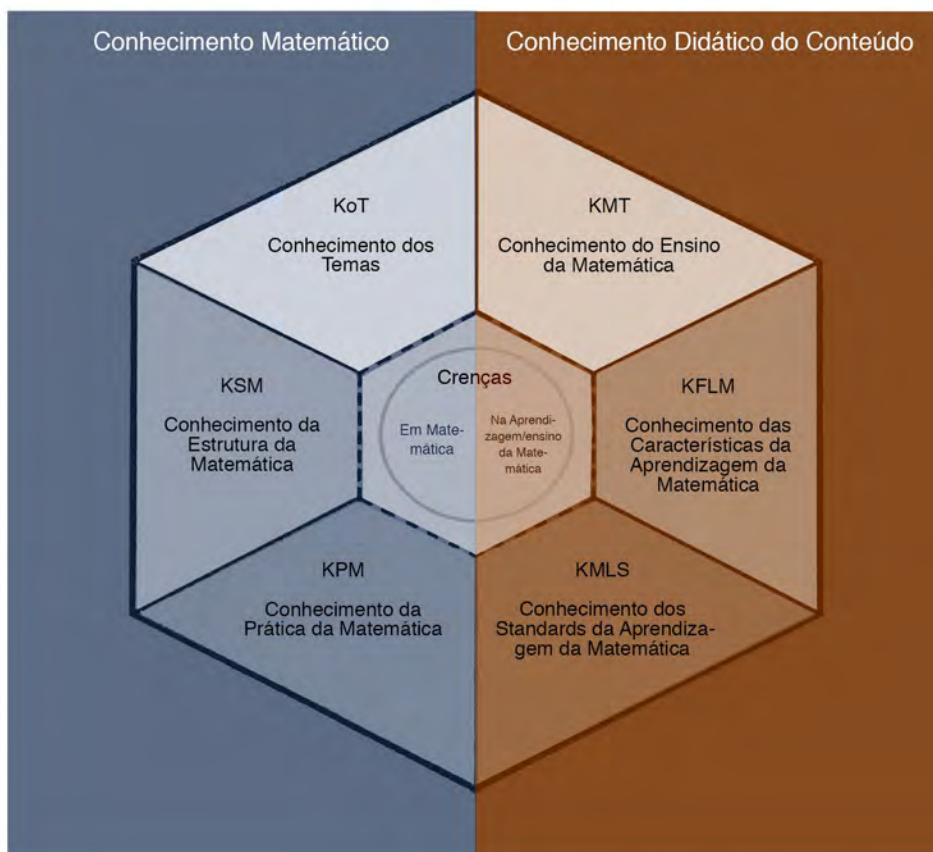 Conhecimento Matemático
Conhecimento Didático do Conteúdo
KoT
Conhecimento dos
Temas
KMT
Conhecimento do Ensino
da Matemática
KSM
Conhecimento da
Estrutura da
Matemática
Crenças
Em Mate-
mática
Na Aprendi-
zagem/ensino
da Mate-
mática
KFLM
Conhecimento das
Características da
Aprendizagem da
Matemática
KPM
Conhecimento da
Prática da Matemática
KMLS
Conhecimento dos
Standards da Aprendiza-
gem da Matemática